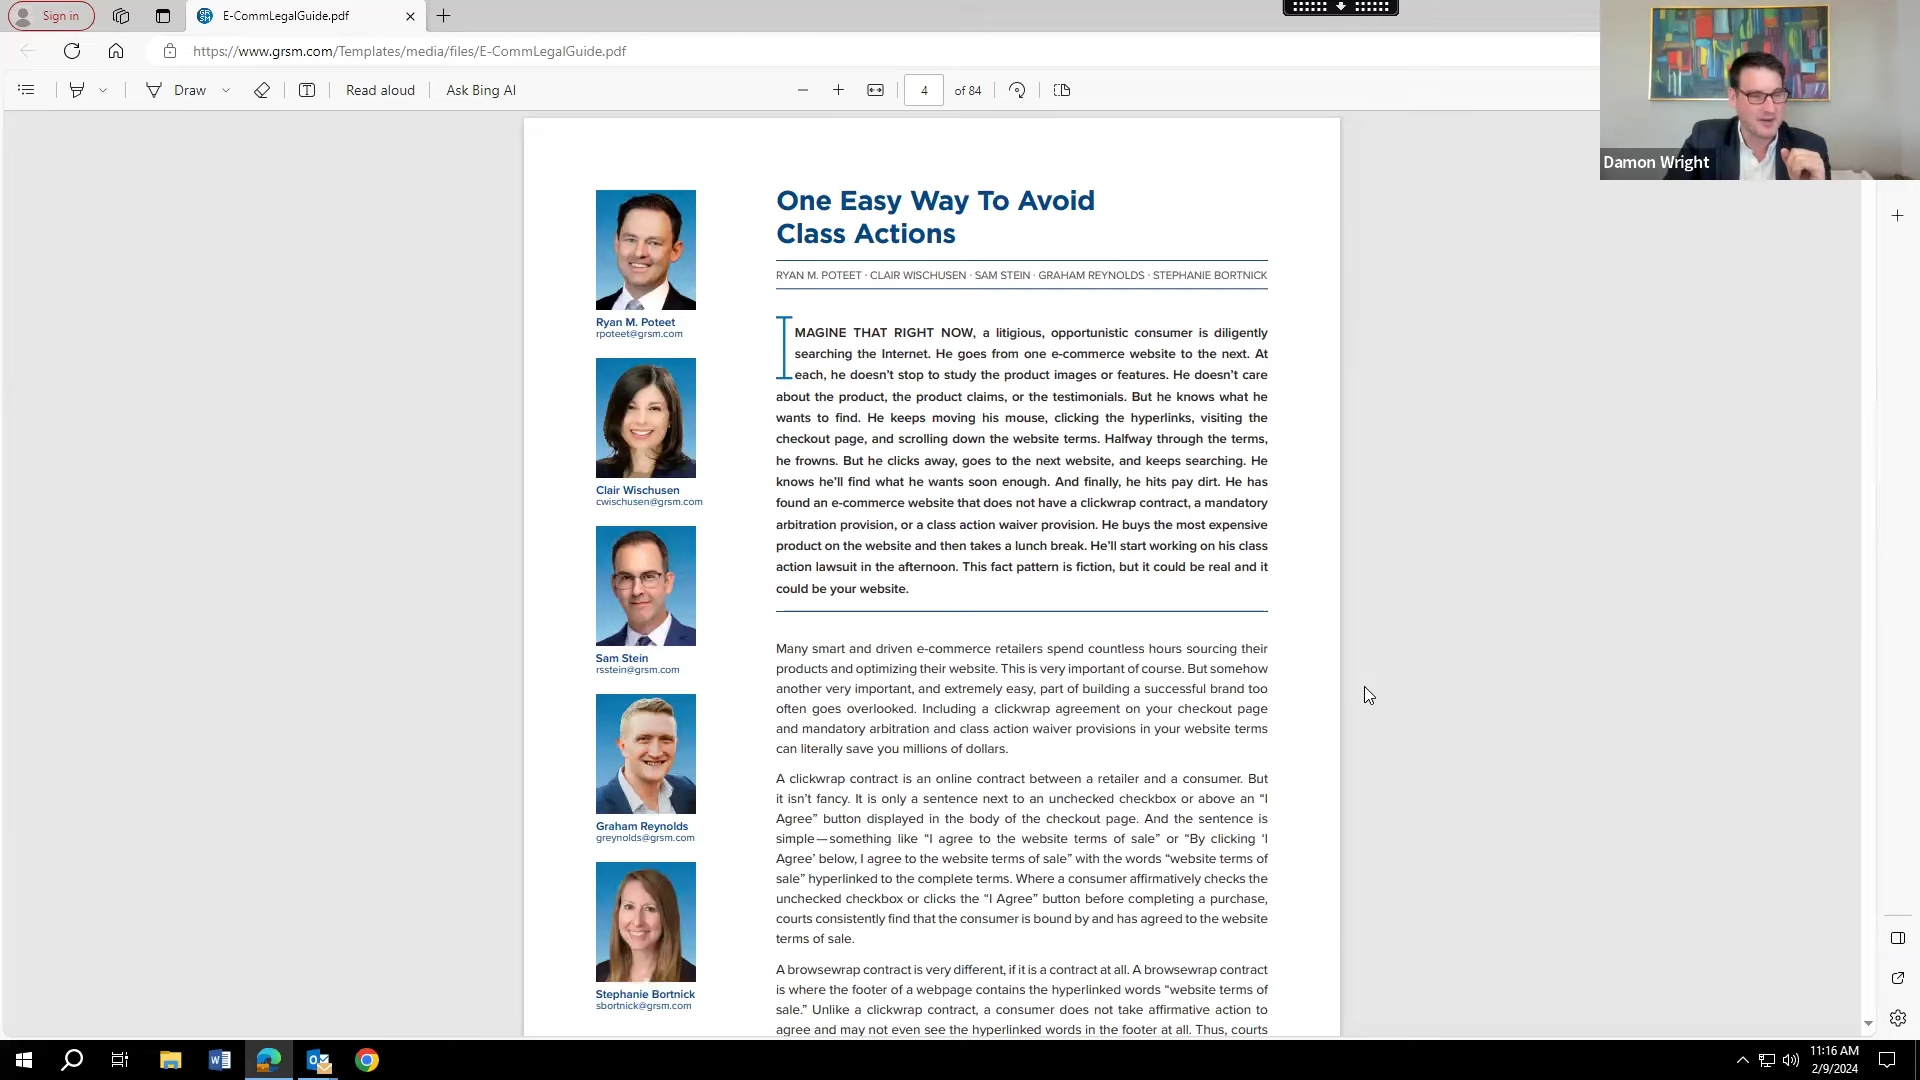 Sign in
E-CommLegalGuide.pdf
https://www.grsm.com/Templates/media/files/E-CommLegalGuide.pdf
Draw
Read aloud
Ask Bing AI
4 of 84
Damon Wright
One Easy Way To Avoid
Class Actions
RYAN M. POTEET · CLAIR WISCHUSEN · SAM STEIN · GRAHAM REYNOLDS · STEPHANIE BORTNICK
Ryan M. Poteet
rpoteet@grsm.com
Clair Wischusen
cwischusen@grsm.com
Sam Stein
rsstein@grsm.com
Graham Reynolds
greynolds@grsm.com
Stephanie Bortnick
sbortnick@grsm.com
IMAGINE THAT RIGHT NOW, a litigious, opportunistic consumer is diligently
searching the Internet. He goes from one e-commerce website to the next. At
each, he doesn’t stop to study the product images or features. He doesn’t care
about the product, the product claims, or the testimonials. But he knows what he
wants to find. He keeps moving his mouse, clicking the hyperlinks, visiting the
checkout page, and scrolling down the website terms. Halfway through the terms,
he frowns. But he clicks away, goes to the next website, and keeps searching. He
knows he’ll find what he wants soon enough. And finally, he hits pay dirt. He has
found an e-commerce website that does not have a clickwrap contract, a mandatory
arbitration provision, or a class action waiver provision. He buys the most expensive
product on the website and then takes a lunch break. He’ll start working on his class
action lawsuit in the afternoon. This fact pattern is fiction, but it could be real and it
could be your website.
Many smart and driven e-commerce retailers spend countless hours sourcing their
products and optimizing their website. This is very important of course. But somehow
another very important, and extremely easy, part of building a successful brand too
often goes overlooked. Including a clickwrap agreement on your checkout page
and mandatory arbitration and class action waiver provisions in your website terms
can literally save you millions of dollars.
A clickwrap contract is an online contract between a retailer and a consumer. But
it isn’t fancy. It is only a sentence next to an unchecked checkbox or above an “I
Agree” button displayed in the body of the checkout page. And the sentence is
simple—something like “I agree to the website terms of sale” or “By clicking ‘I
Agree’ below, I agree to the website terms of sale” with the words “website terms of
sale” hyperlinked to the complete terms. Where a consumer affirmatively checks the
unchecked checkbox or clicks the “I Agree” button before completing a purchase,
courts consistently find that the consumer is bound by and has agreed to the website
terms of sale.
A browsewrap contract is very different, if it is a contract at all. A browsewrap contract
is where the footer of a webpage contains the hyperlinked words “website terms of
sale.” Unlike a clickwrap contract, a consumer does not take affirmative action to
agree and may not even see the hyperlinked words in the footer at all. Thus, courts
11:16 AM
2/9/2024